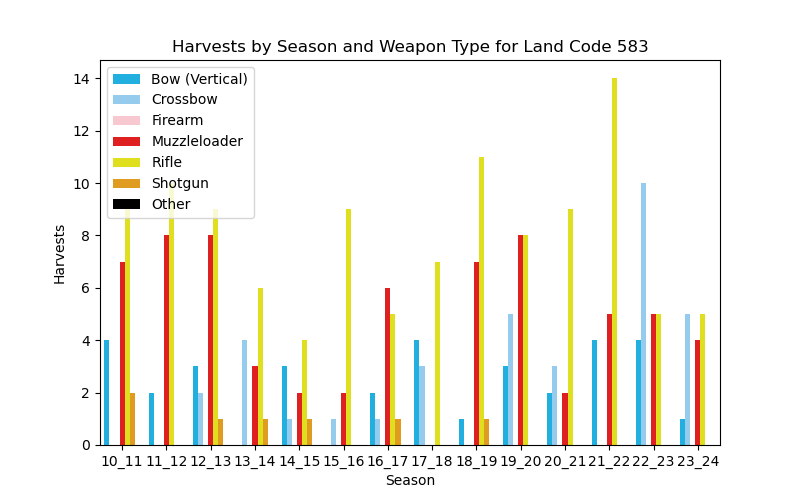 Harvests by Season and Weapon Type for Land Code 583
Bow (Vertical)
Crossbow
Firearm
Muzzleloader
Rifle
Shotgun
Other
14
12
10
8
6
4
2
0
Harvests
10_11 11_12 12_13 13_14 14_15 15_16 16_17 17_18 18_19 19_20 20_21 21_22 22_23 23_24
Season